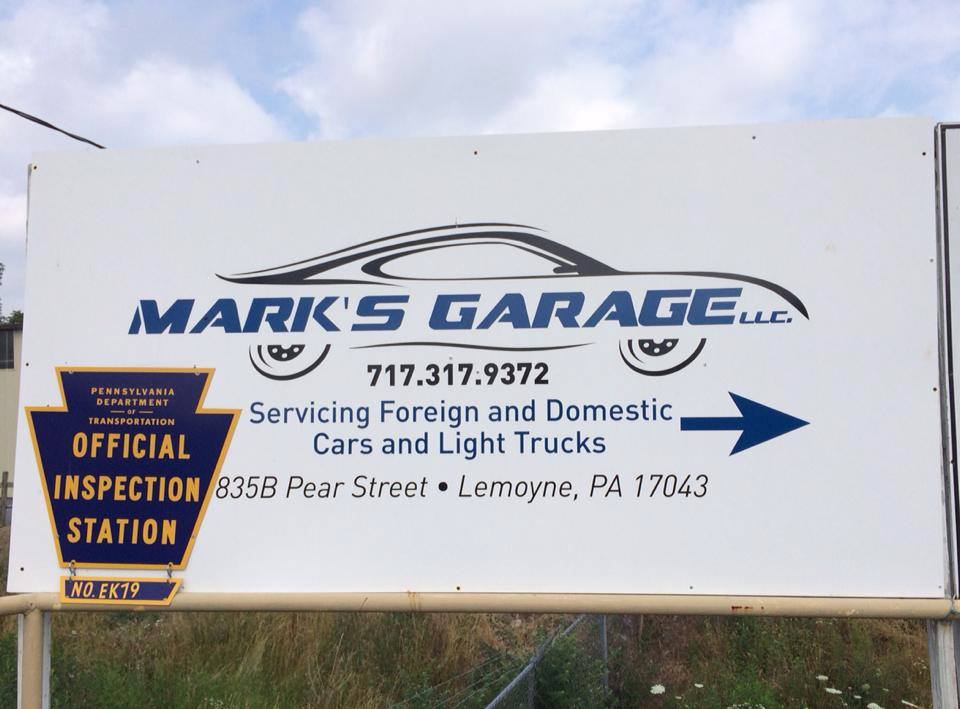 MARK'S GARAGE LLC.
717.317.9372
Servicing Foreign and Domestic
Cars and Light Trucks
835B Pear Street • Lemoyne, PA 17043
PENNSYLVANIA
DEPARTMENT
OF
TRANSPORTATION
OFFICIAL
INSPECTION
STATION
NO. EK79